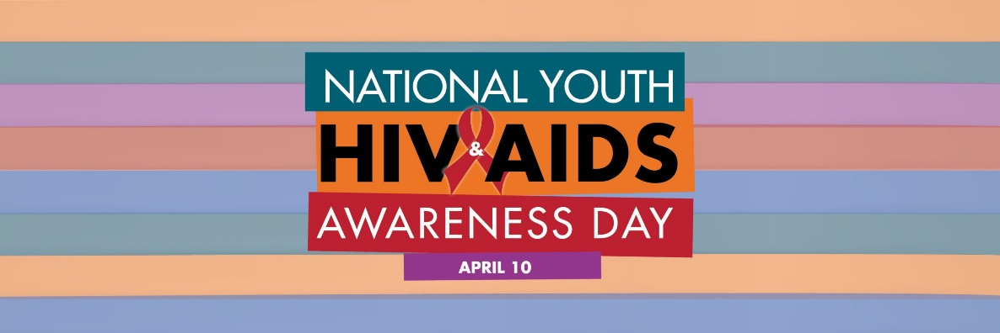 NATIONAL YOUTH
HIV & AIDS
AWARENESS DAY
APRIL 10